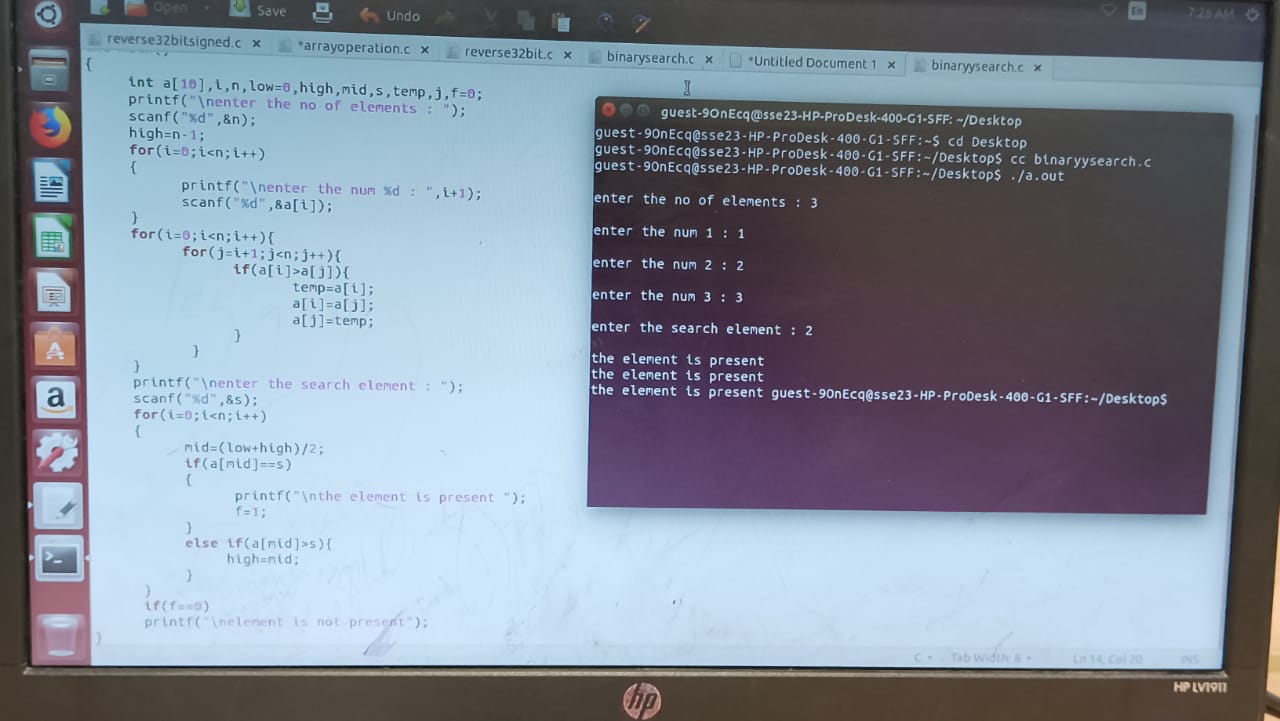 Open
Save
Undo
En
7:26 AM
reverse32bitsigned.c
*arrayoperation.c
reverse32bit.c
binarysearch.c
*Untitled Document 1
binaryysearch.c
{
int a[10],i,n,low=0,high,mid,s,temp,j,f=0;
printf("\nenter the no of elements : ");
scanf("%d",&n);
high=n-1;
for(i=0;i<n;i++)
{
printf("\nenter the num %d : ",i+1);
scanf("%d",&a[i]);
}
for(i=0;i<n;i++){
for(j=i+1;j<n;j++){
if(a[i]>a[j]){
temp=a[i];
a[i]=a[j];
a[j]=temp;
}
}
}
printf("\nenter the search element : ");
scanf("%d",&s);
for(i=0;i<n;i++)
{
mid=(low+high)/2;
if(a[mid]==s)
{
printf("\nthe element is present ");
f=1;
}
else if(a[mid]>s){
high=mid;
}
}
if(f==0)
printf("\nelement is not present");
}
guest-9OnEcq@sse23-HP-ProDesk-400-G1-SFF: ~/Desktop
guest-9OnEcq@sse23-HP-ProDesk-400-G1-SFF:~$ cd Desktop
guest-9OnEcq@sse23-HP-ProDesk-400-G1-SFF:~/Desktop$ cc binaryysearch.c
guest-9OnEcq@sse23-HP-ProDesk-400-G1-SFF:~/Desktop$ ./a.out
enter the no of elements : 3
enter the num 1 : 1
enter the num 2 : 2
enter the num 3 : 3
enter the search element : 2
the element is present
the element is present
the element is present guest-9OnEcq@sse23-HP-ProDesk-400-G1-SFF:~/Desktop$
C
Tab Width: 8
Ln 14, Col 20
INS
a
hp
HP LV1911